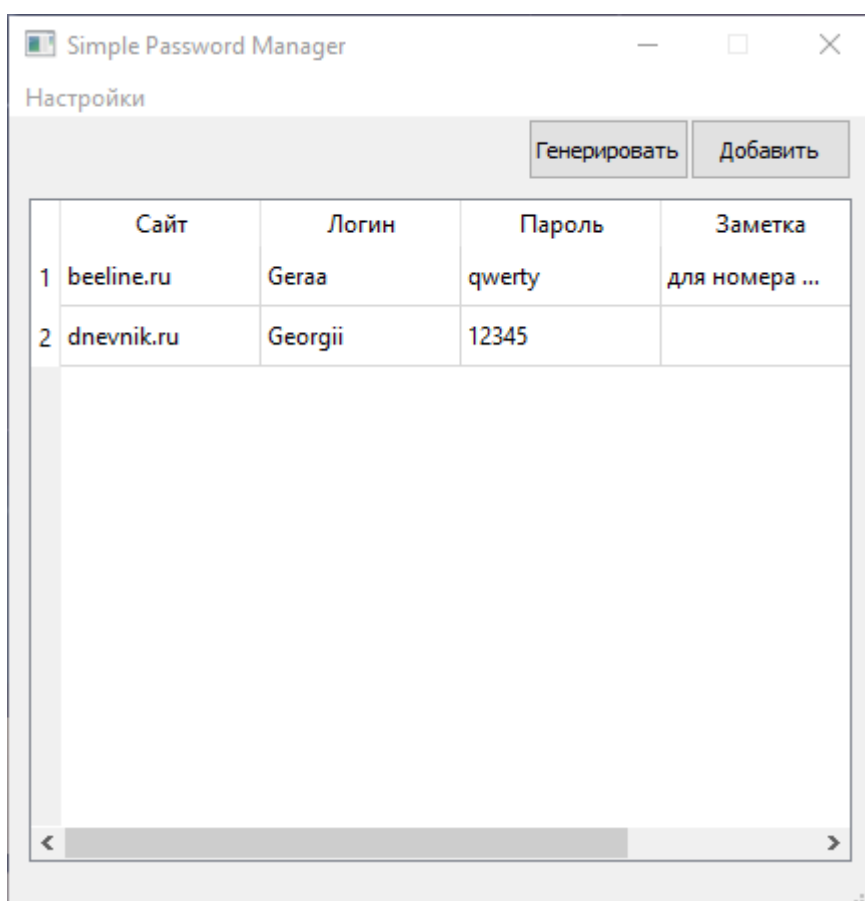 Simple Password Manager
Настройки
Генерировать Добавить
Сайт Логин Пароль Заметка
1 beeline.ru Geraa qwerty для номера ...
2 dnevnik.ru Georgii 12345